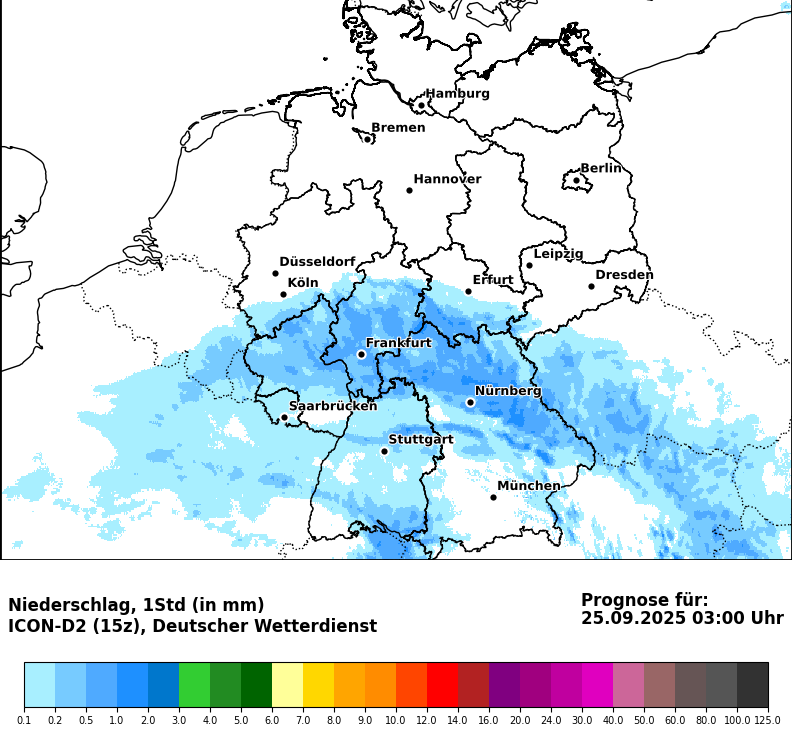 Hamburg
Bremen
Berlin
Hannover
Leipzig
Düsseldorf
Dresden
Köln
Erfurt
Frankfurt
Nürnberg
Saarbrücken
Stuttgart
München
Niederschlag, 1Std (in mm)
ICON-D2 (15z), Deutscher Wetterdienst
Prognose für:
25.09.2025 03:00 Uhr
0.1 0.2 0.5 1.0 2.0 3.0 4.0 5.0 6.0 7.0 8.0 9.0 10.0 12.0 14.0 16.0 20.0 24.0 30.0 40.0 50.0 60.0 80.0 100.0 125.0